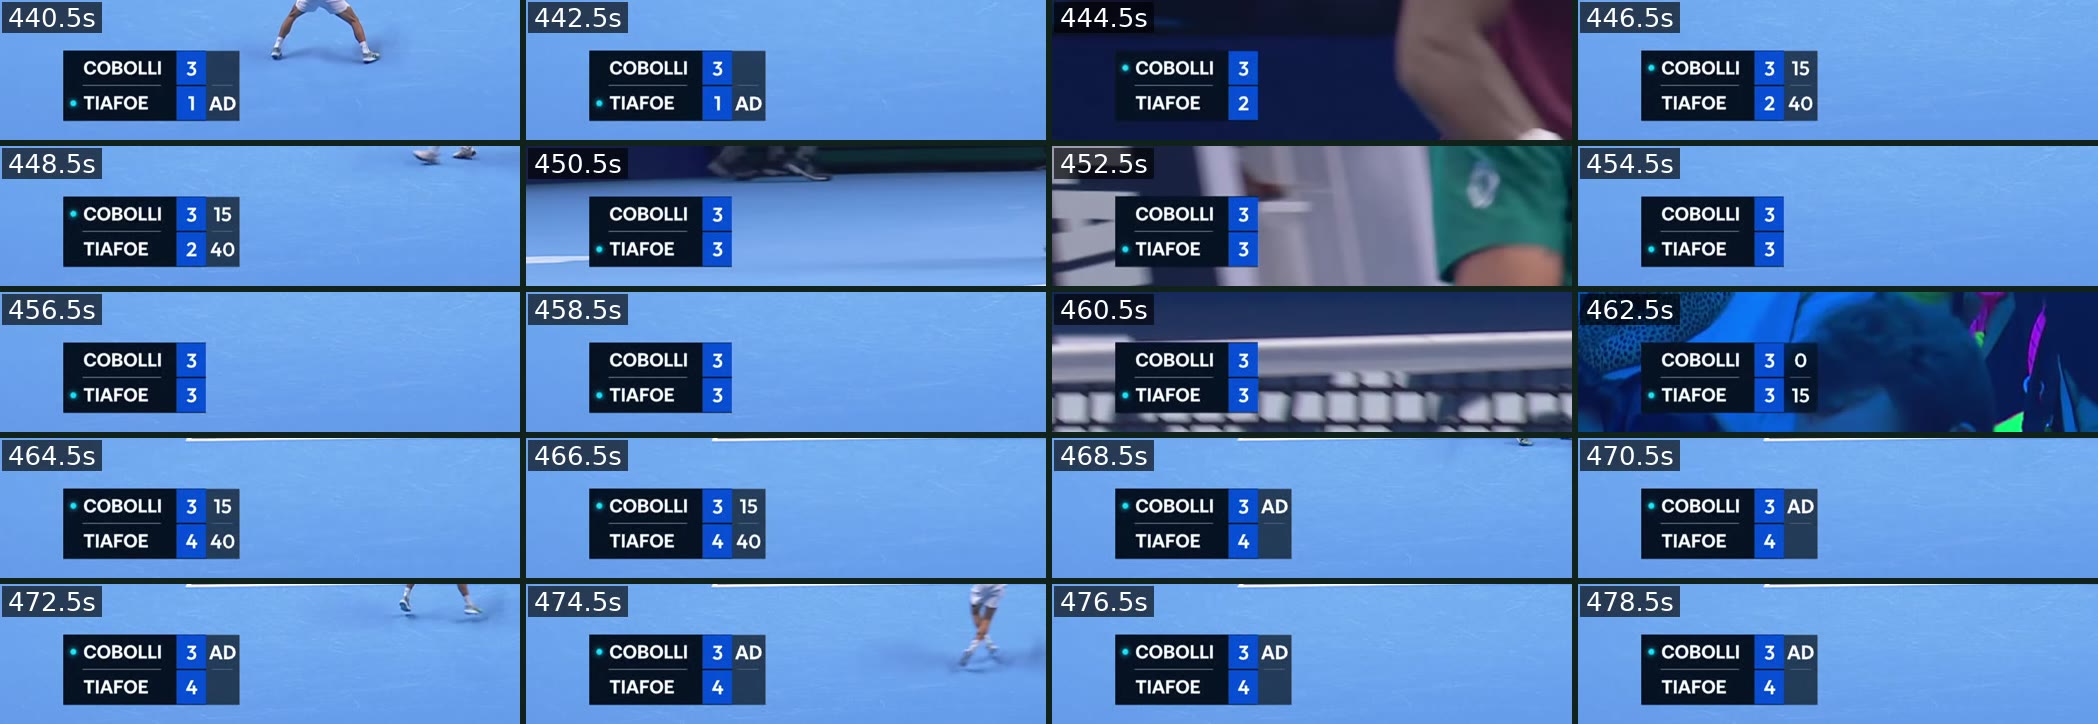 440.5s
COBOLLI 3
TIAFOE 1 AD
442.5s
COBOLLI 3
TIAFOE 1 AD
444.5s
COBOLLI 3
TIAFOE 2
446.5s
COBOLLI 3 15
TIAFOE 2 40
448.5s
COBOLLI 3 15
TIAFOE 2 40
450.5s
COBOLLI 3
TIAFOE 3
452.5s
COBOLLI 3
TIAFOE 3
454.5s
COBOLLI 3
TIAFOE 3
456.5s
COBOLLI 3
TIAFOE 3
458.5s
COBOLLI 3
TIAFOE 3
460.5s
COBOLLI 3
TIAFOE 3
462.5s
COBOLLI 3 0
TIAFOE 3 15
464.5s
COBOLLI 3 15
TIAFOE 4 40
466.5s
COBOLLI 3 15
TIAFOE 4 40
468.5s
COBOLLI 3 AD
TIAFOE 4
470.5s
COBOLLI 3 AD
TIAFOE 4
472.5s
COBOLLI 3 AD
TIAFOE 4
474.5s
COBOLLI 3 AD
TIAFOE 4
476.5s
COBOLLI 3 AD
TIAFOE 4
478.5s
COBOLLI 3 AD
TIAFOE 4